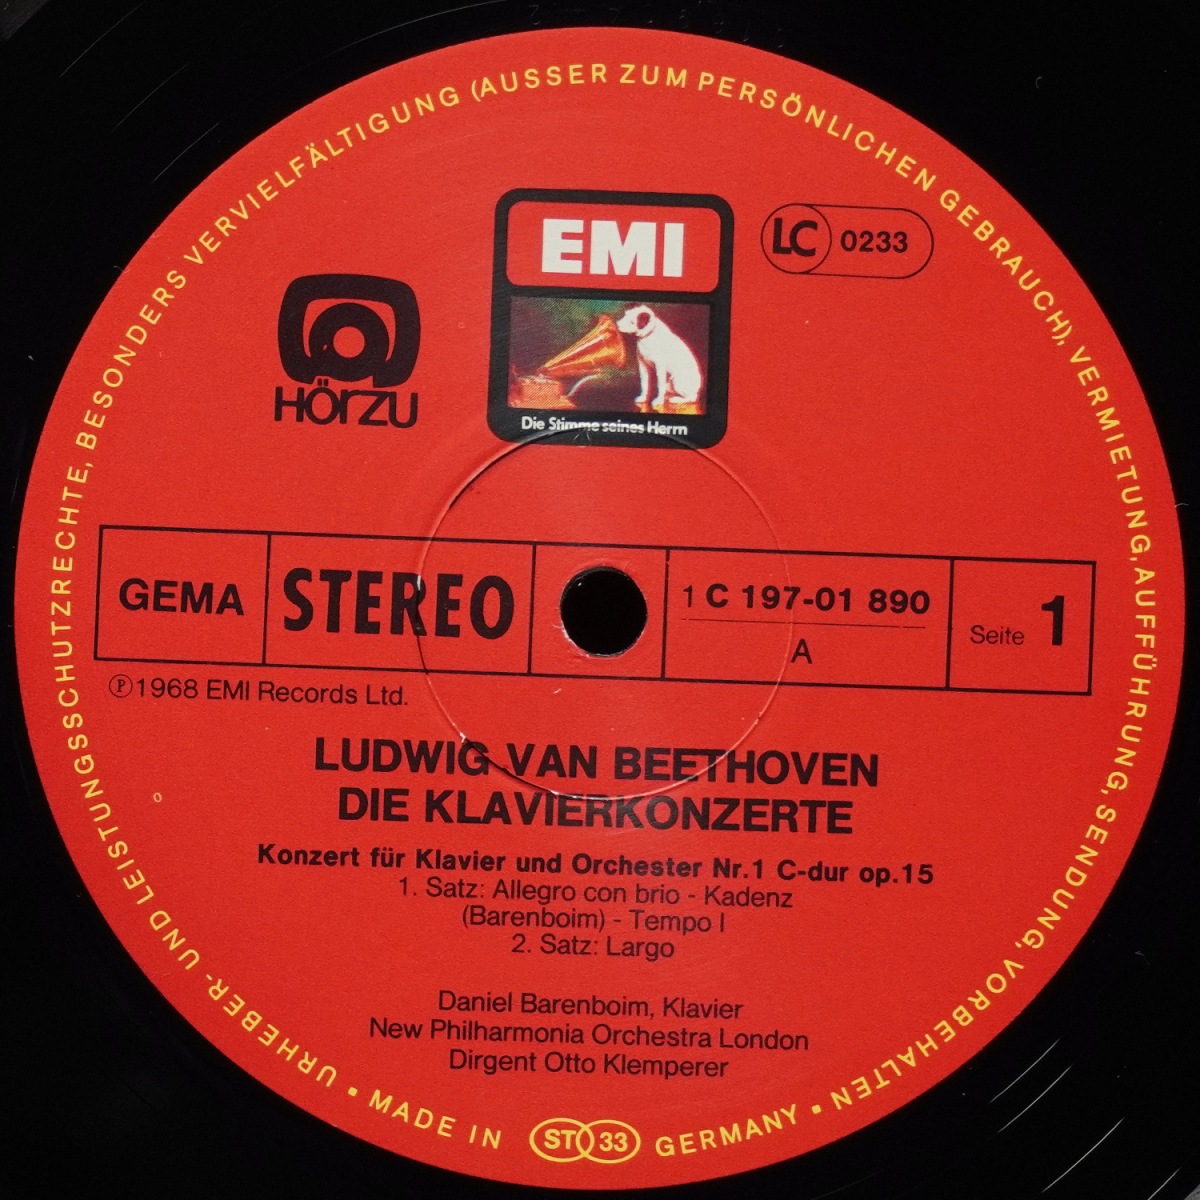 URHEBER- UND LEISTUNGSSCHUTZRECHTE, BESONDERS VERVIELFÄLTIGUNG (AUSSER ZUM PERSÖNLICHEN GEBRAUCH), VERMIETUNG, AUFFÜHRUNG, SENDUNG, VORBEHALTEN ▪
EMI
LC 0233
HÖRZU
Die Stimme seines Herrn
GEMA
STEREO
1 C 197-01 890
A
Seite 1
Ⓟ1968 EMI Records Ltd.
LUDWIG VAN BEETHOVEN
DIE KLAVIERKONZERTE
Konzert für Klavier und Orchester Nr.1 C-dur op.15
1. Satz: Allegro con brio - Kadenz
(Barenboim) - Tempo I
2. Satz: Largo
Daniel Barenboim, Klavier
New Philharmonia Orchestra London
Dirgent Otto Klemperer
▪ MADE IN ST 33 GERMANY ▪